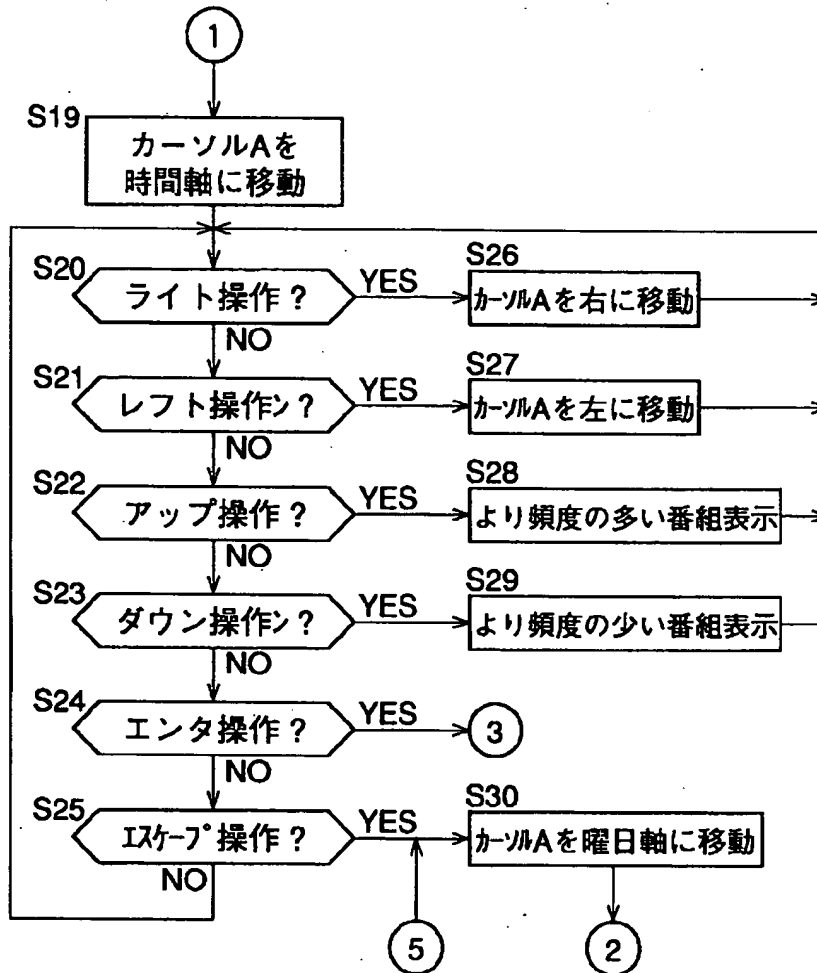 1
S19
カーソルAを
時間軸に移動
S20
ライト操作?
YES
S26
カーソルAを右に移動
NO
S21
レフト操作ン?
YES
S27
カーソルAを左に移動
NO
S22
アップ操作?
YES
S28
より頻度の多い番組表示
NO
S23
ダウン操作ン?
YES
S29
より頻度の少い番組表示
NO
S24
エンタ操作?
YES
3
NO
S25
エスケープ操作?
YES
S30
カーソルAを曜日軸に移動
NO
5
2